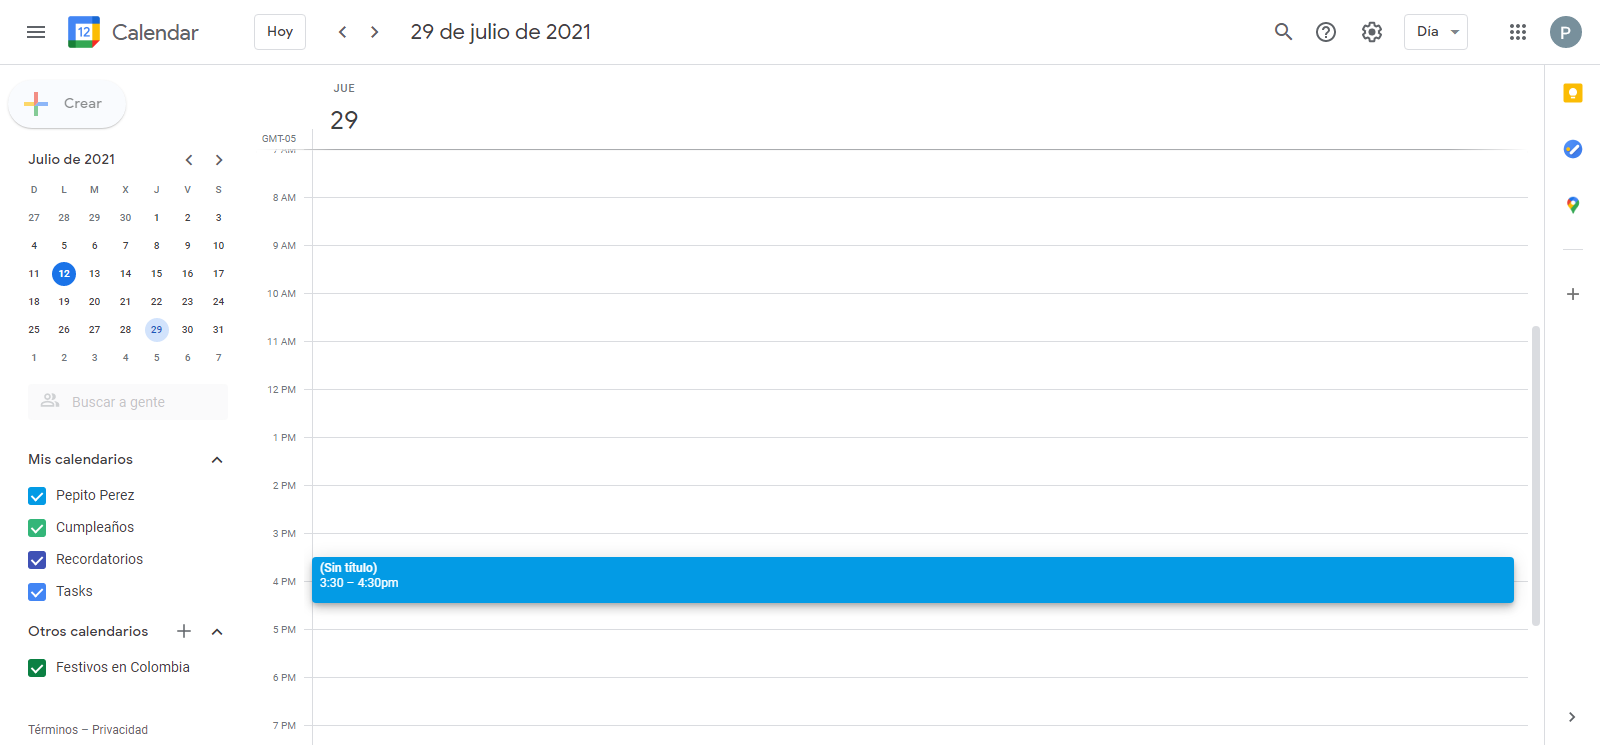 12 Calendar Hoy 29 de julio de 2021 Día P
Crear
JUE
29
GMT-05
Julio de 2021
D L M X J V S
27 28 29 30 1 2 3
4 5 6 7 8 9 10
11 12 13 14 15 16 17
18 19 20 21 22 23 24
25 26 27 28 29 30 31
1 2 3 4 5 6 7
Buscar a gente
Mis calendarios
Pepito Perez
Cumpleaños
Recordatorios
Tasks
Otros calendarios
Festivos en Colombia
Términos – Privacidad
7 AM
8 AM
9 AM
10 AM
11 AM
12 PM
1 PM
2 PM
3 PM
(Sin título)
3:30 – 4:30pm
4 PM
5 PM
6 PM
7 PM